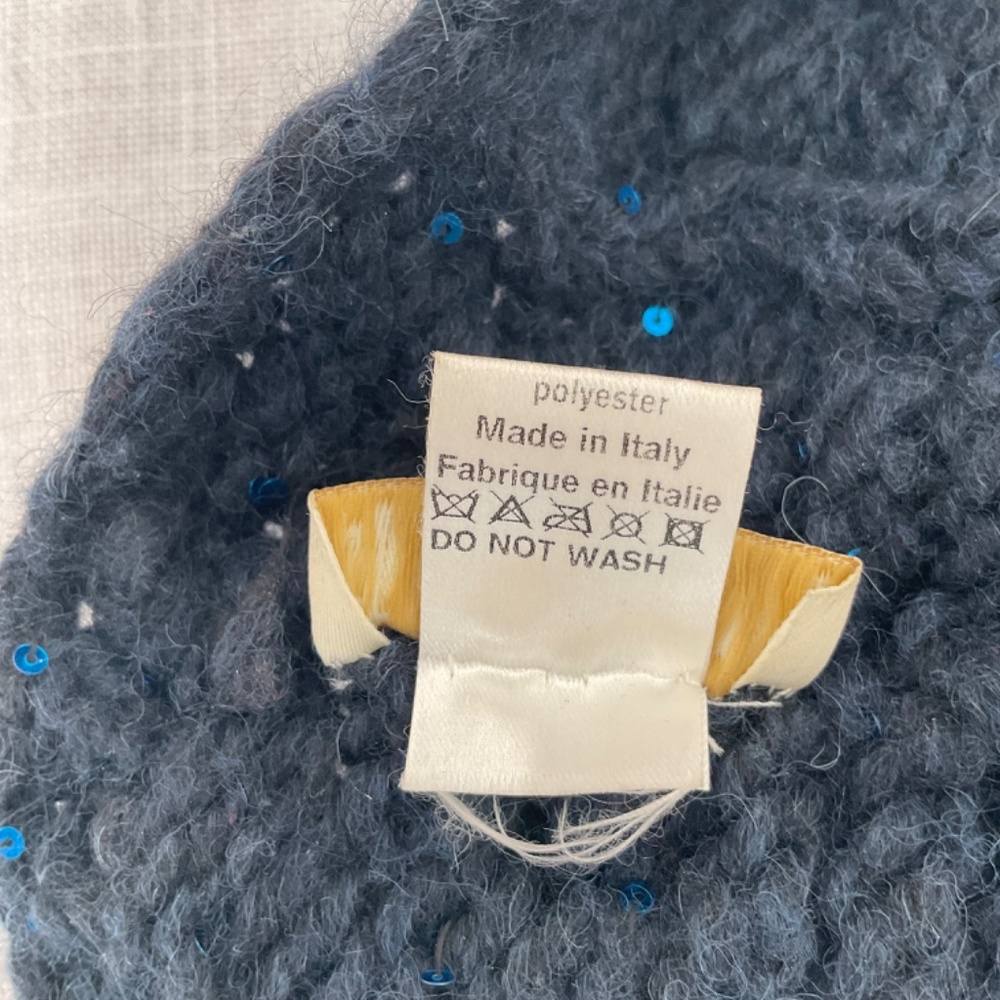 polyester
Made in Italy
Fabrique en Italie
DO NOT WASH